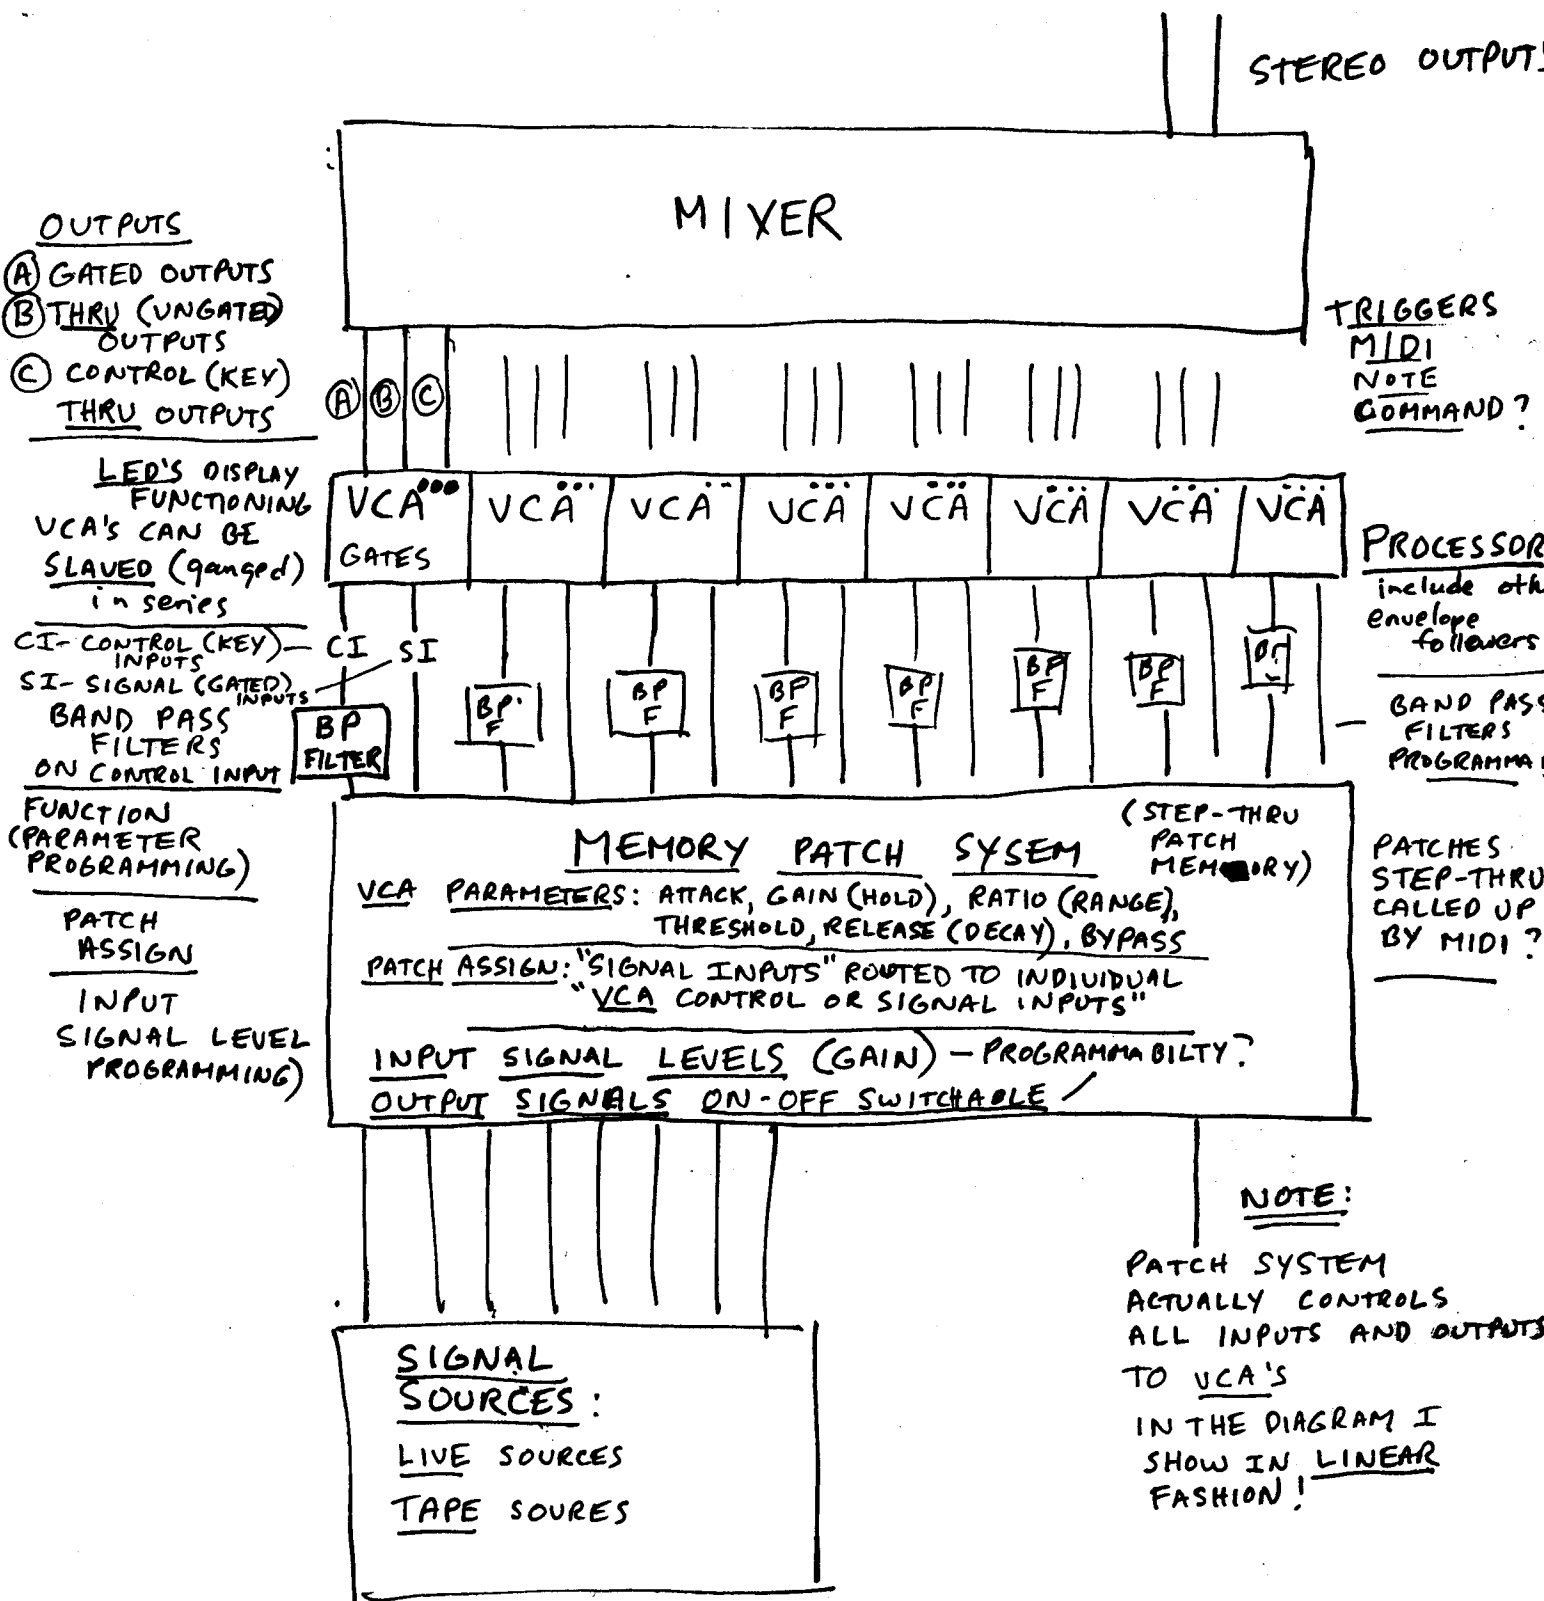 STEREO OUTPUTS
MIXER
OUTPUTS
(A) GATED OUTPUTS
(B) THRU (UNGATED)
OUTPUTS
(C) CONTROL (KEY)
THRU OUTPUTS
A B C
TRIGGERS
MIDI
NOTE
COMMAND?
LED'S DISPLAY
FUNCTIONING
VCA'S CAN BE
SLAVED (ganged)
in series
VCA VCA VCA VCA VCA VCA VCA VCA
GATES
PROCESSOR
include oth
envelope
followers
CI- CONTROL (KEY)
INPUTS
SI- SIGNAL (GATED)
INPUTS
CI SI
BAND PASS
FILTERS
ON CONTROL INPUT
BP
FILTER
BP
F
BP
F
BP
F
BP
F
BP
F
BP
F
BAND PASS
FILTERS
PROGRAMMA
FUNCTION
(PARAMETER
PROGRAMMING)
PATCH
ASSIGN
INPUT
SIGNAL LEVEL
PROGRAMMING)
MEMORY PATCH SYSEM
(STEP-THRU
PATCH
MEMORY)
VCA PARAMETERS: ATTACK, GAIN (HOLD), RATIO (RANGE),
THRESHOLD, RELEASE (DECAY), BYPASS
PATCH ASSIGN: "SIGNAL INPUTS" ROUTED TO INDIVIDUAL
"VCA CONTROL OR SIGNAL INPUTS"
INPUT SIGNAL LEVELS (GAIN) - PROGRAMMABILTY?
OUTPUT SIGNALS ON-OFF SWITCHABLE
PATCHES
STEP-THRU
CALLED UP
BY MIDI?
NOTE:
PATCH SYSTEM
ACTUALLY CONTROLS
ALL INPUTS AND OUTPUTS
TO VCA'S
IN THE DIAGRAM I
SHOW IN LINEAR
FASHION!
SIGNAL
SOURCES:
LIVE SOURCES
TAPE SOURES